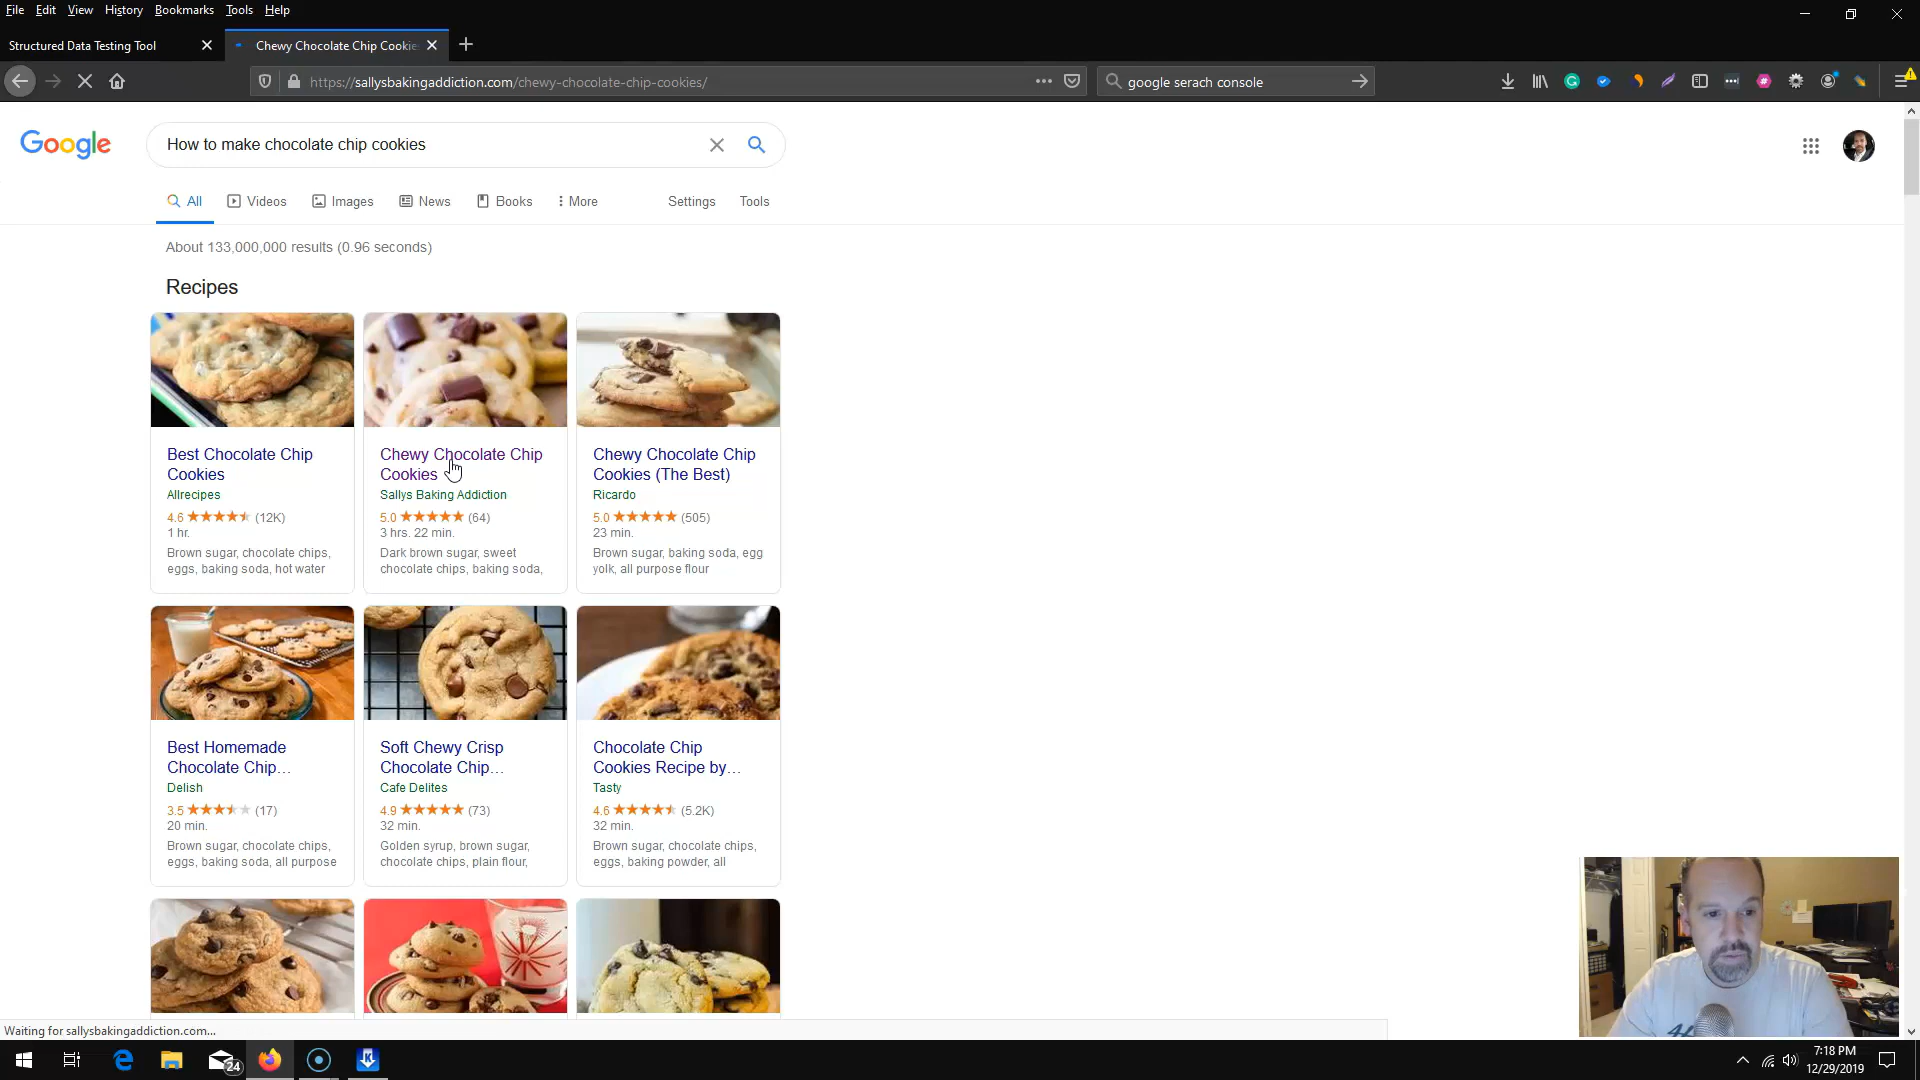 File Edit View History Bookmarks Tools Help
Structured Data Testing Tool
Chewy Chocolate Chip Cookie
https://sallysbakingaddiction.com/chewy-chocolate-chip-cookies/
google serach console
Google
How to make chocolate chip cookies
All Videos Images News Books More Settings Tools
About 133,000,000 results (0.96 seconds)
Recipes
Best Chocolate Chip
Cookies
Allrecipes
4.6 (12K)
1 hr.
Brown sugar, chocolate chips,
eggs, baking soda, hot water
Chewy Chocolate Chip
Cookies
Sallys Baking Addiction
5.0 (64)
3 hrs. 22 min.
Dark brown sugar, sweet
chocolate chips, baking soda,
Chewy Chocolate Chip
Cookies (The Best)
Ricardo
5.0 (505)
23 min.
Brown sugar, baking soda, egg
yolk, all purpose flour
Best Homemade
Chocolate Chip...
Delish
3.5 (17)
20 min.
Brown sugar, chocolate chips,
eggs, baking soda, all purpose
Soft Chewy Crisp
Chocolate Chip...
Cafe Delites
4.9 (73)
32 min.
Golden syrup, brown sugar,
chocolate chips, plain flour,
Chocolate Chip
Cookies Recipe by...
Tasty
4.6 (5.2K)
32 min.
Brown sugar, chocolate chips,
eggs, baking powder, all
Waiting for sallysbakingaddiction.com...
24
7:18 PM
12/29/2019